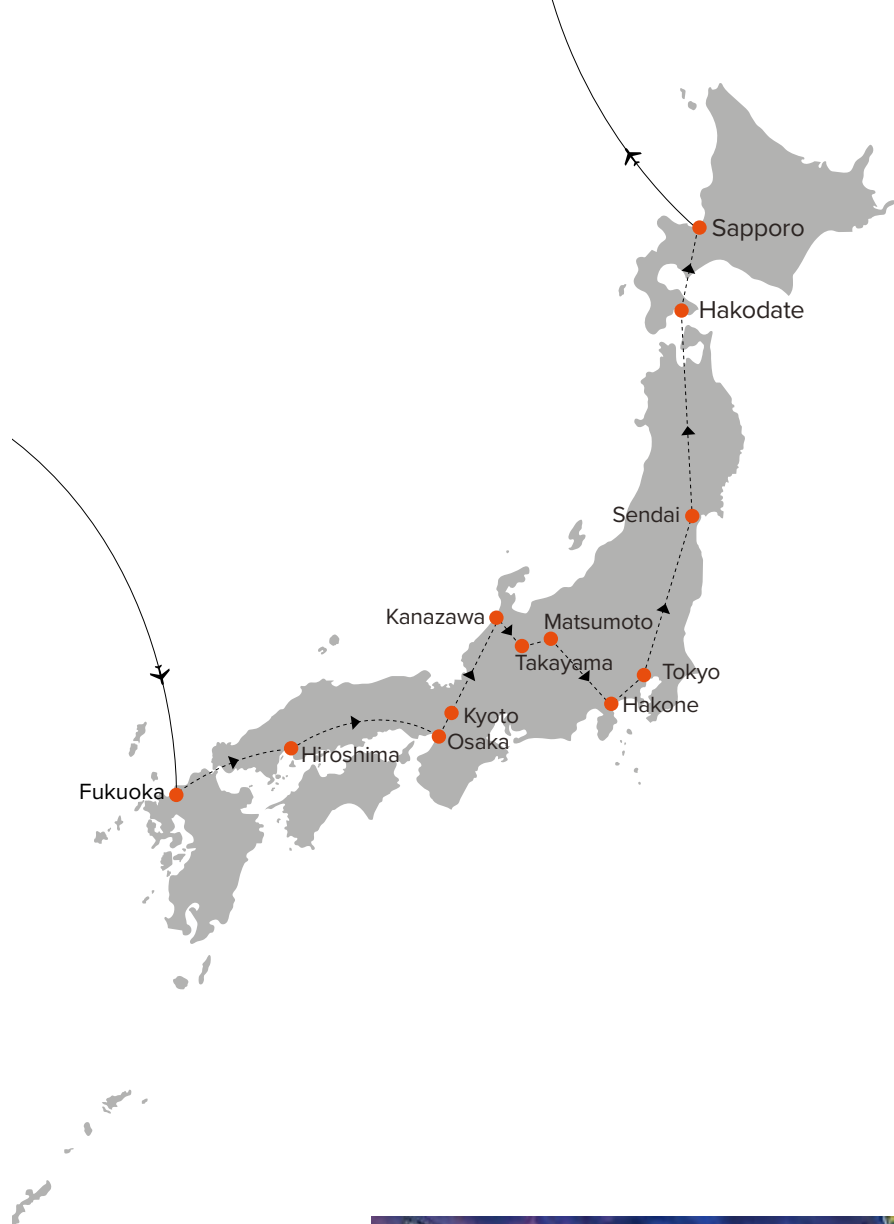 Sapporo
Hakodate
Sendai
Kanazawa
Matsumoto
Takayama
Tokyo
Hakone
Kyoto
Osaka
Hiroshima
Fukuoka